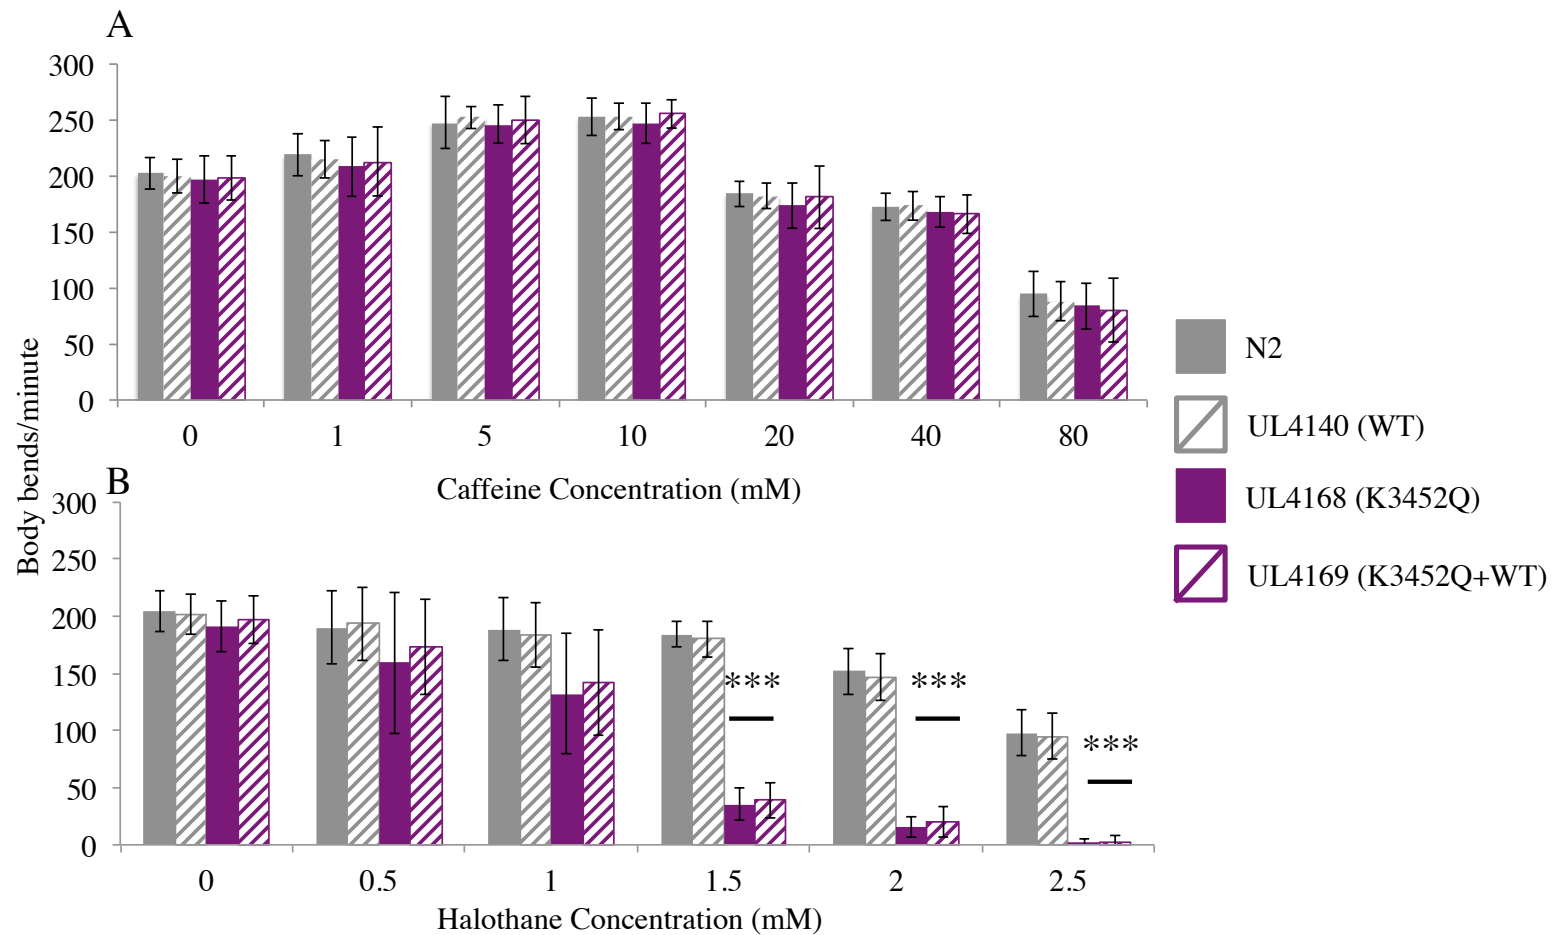 A
300
250
200
150
100
50
0
0 1 5 10 20 40 80
Caffeine Concentration (mM)
Body bends/minute
B
300
250
200
150
100
50
0
*** *** ***
0 0.5 1 1.5 2 2.5
Halothane Concentration (mM)
N2
UL4140 (WT)
UL4168 (K3452Q)
UL4169 (K3452Q+WT)